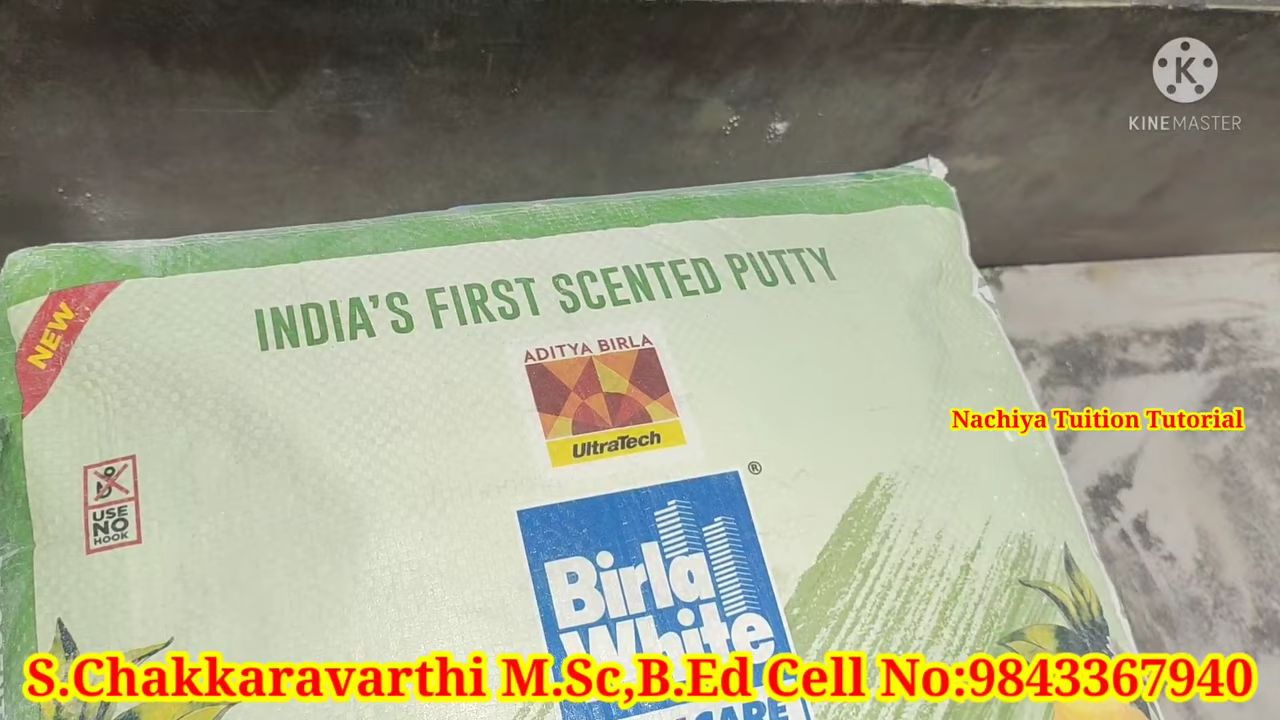 K
KINEMASTER
INDIA'S FIRST SCENTED PUTTY
NEW
ADITYA BIRLA
UltraTech
Nachiya Tuition Tutorial
®
USE
NO
HOOK
Birla
White
CARE
S.Chakkaravarthi M.Sc,B.Ed Cell No:9843367940